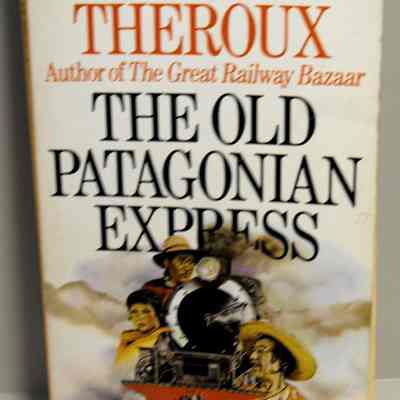 THEROUX
Author of The Great Railway Bazaar
THE OLD
PATAGONIAN
EXPRESS